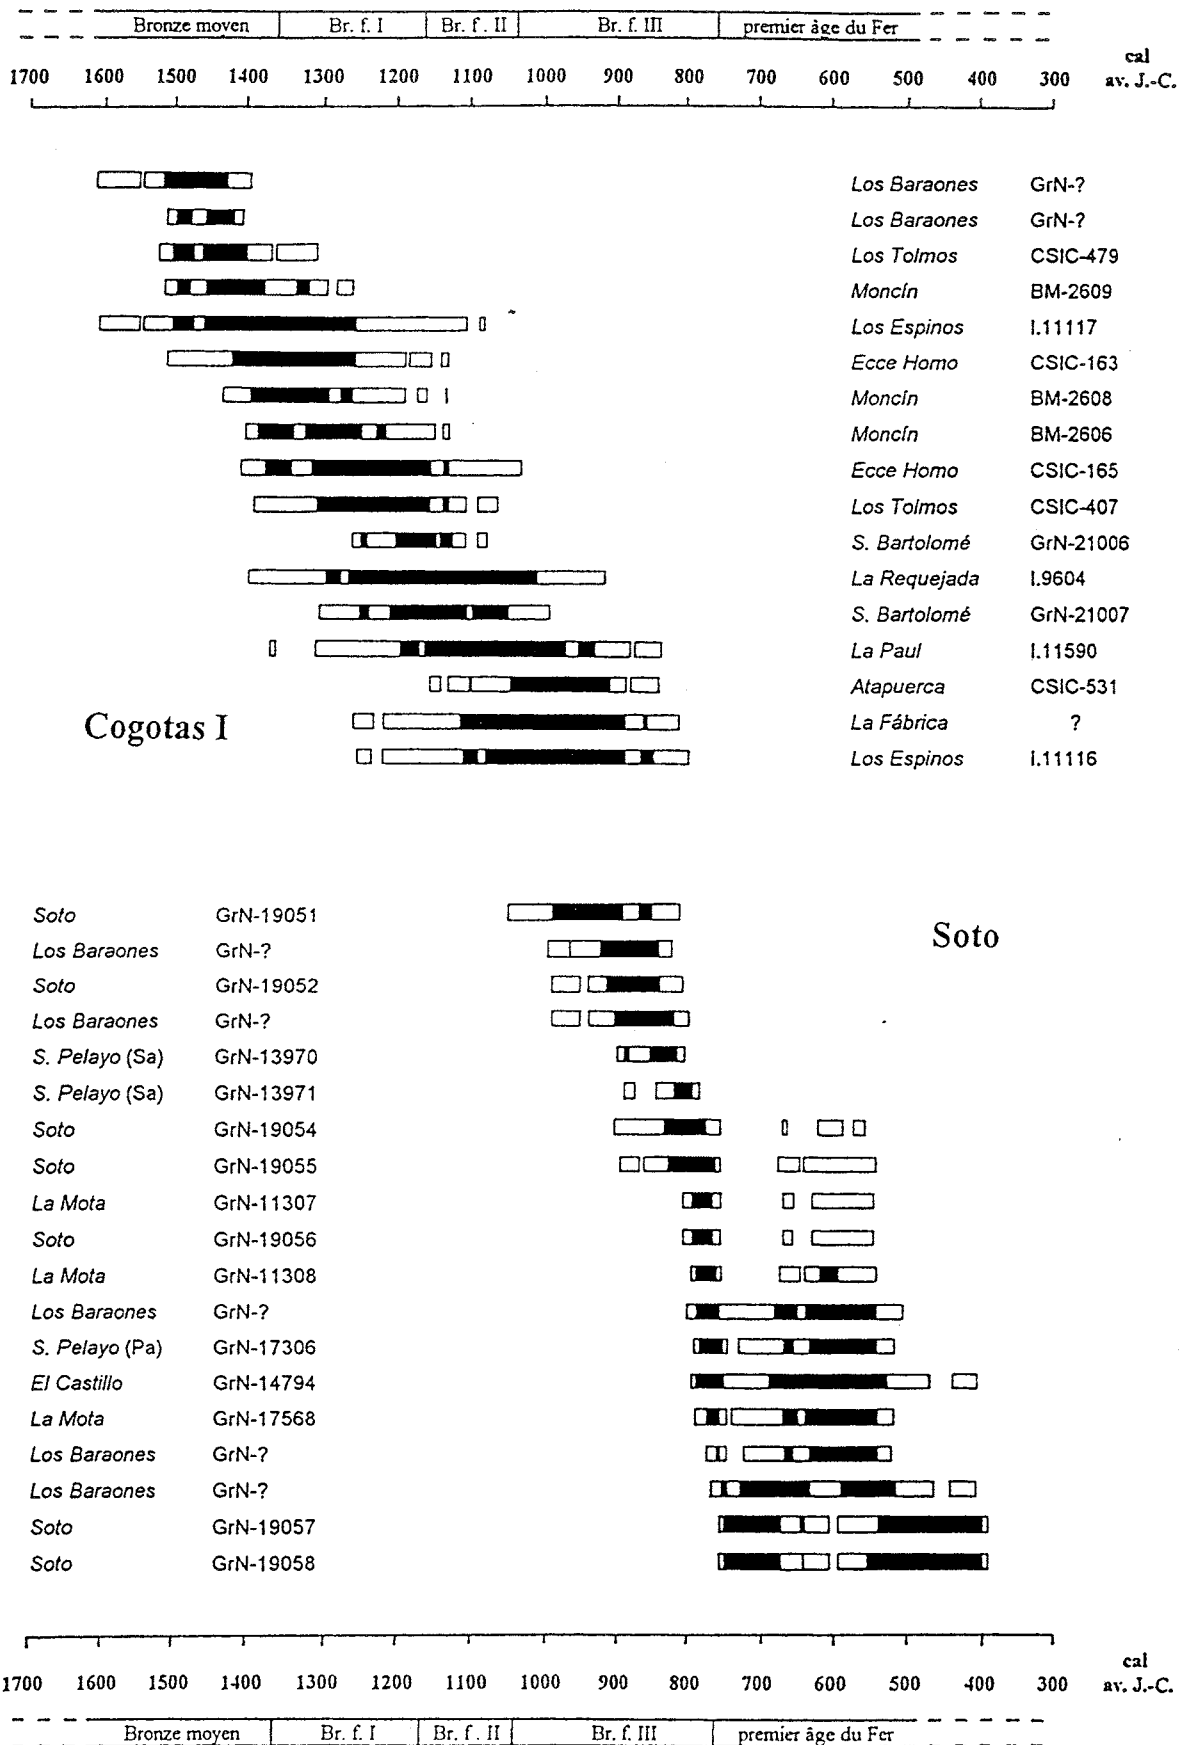 Bronze moyen Br. f. I Br. f. II Br. f. III premier âge du Fer
cal
1700 1600 1500 1400 1300 1200 1100 1000 900 800 700 600 500 400 300 av. J.-C.
Los Baraones GrN-?
Los Baraones GrN-?
Los Tolmos CSIC-479
Moncín BM-2609
Los Espinos I.11117
Ecce Homo CSIC-163
Moncín BM-2608
Moncín BM-2606
Ecce Homo CSIC-165
Los Tolmos CSIC-407
S. Bartolomé GrN-21006
La Requejada I.9604
S. Bartolomé GrN-21007
La Paul I.11590
Atapuerca CSIC-531
Cogotas I
La Fábrica ?
Los Espinos I.11116
Soto GrN-19051
Soto
Los Baraones GrN-?
Soto GrN-19052
Los Baraones GrN-?
S. Pelayo (Sa) GrN-13970
S. Pelayo (Sa) GrN-13971
Soto GrN-19054
Soto GrN-19055
La Mota GrN-11307
Soto GrN-19056
La Mota GrN-11308
Los Baraones GrN-?
S. Pelayo (Pa) GrN-17306
El Castillo GrN-14794
La Mota GrN-17568
Los Baraones GrN-?
Los Baraones GrN-?
Soto GrN-19057
Soto GrN-19058
cal
1700 1600 1500 1400 1300 1200 1100 1000 900 800 700 600 500 400 300 av. J.-C.
Bronze moyen Br. f. I Br. f. II Br. f. III premier âge du Fer